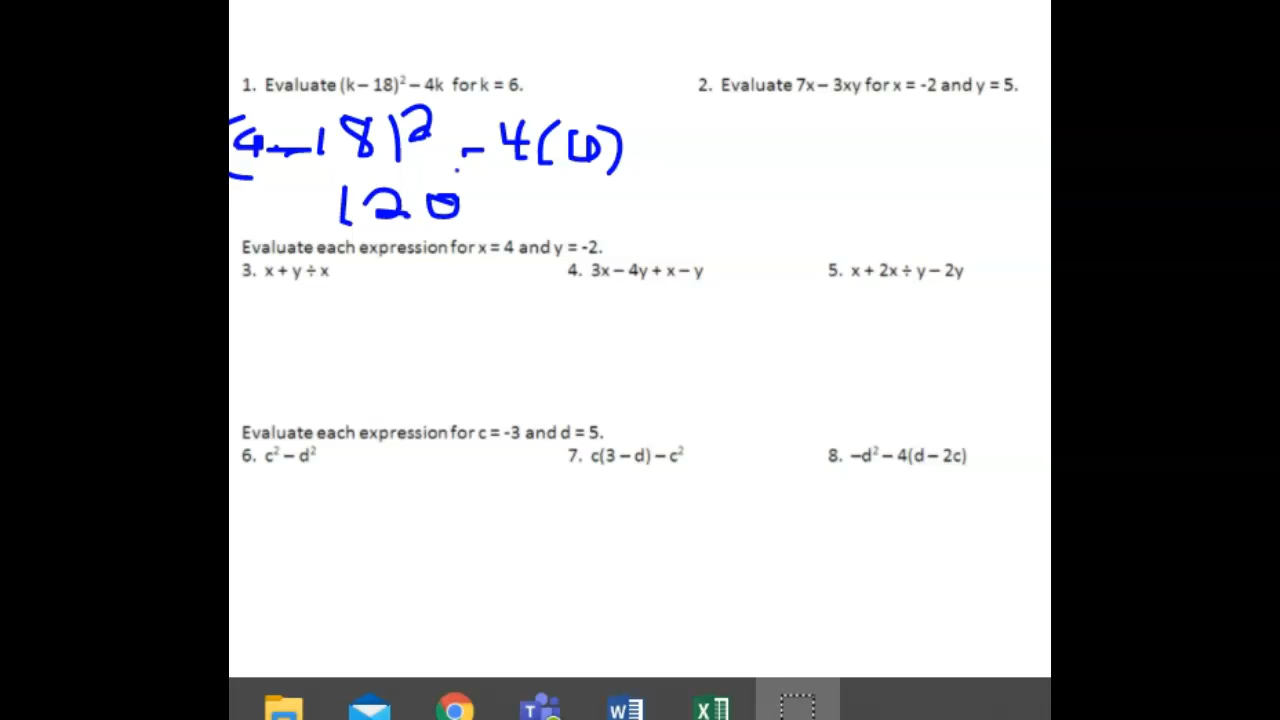 1. Evaluate (k – 18)² – 4k for k = 6.
2. Evaluate 7x – 3xy for x = -2 and y = 5.
–18)² – 4(6)
120
Evaluate each expression for x = 4 and y = -2.
3. x + y ÷ x
4. 3x – 4y + x – y
5. x + 2x ÷ y – 2y
Evaluate each expression for c = -3 and d = 5.
6. c² – d²
7. c(3 – d) – c²
8. –d² – 4(d – 2c)
T
W
X